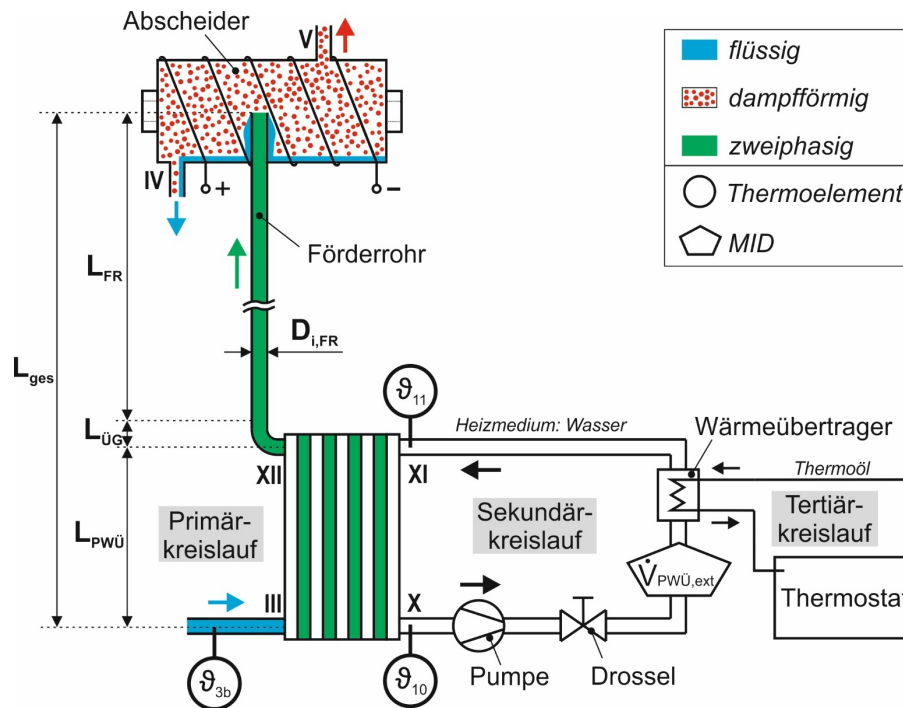 Abscheider
V
IV
+
−
Förderrohr
L_FR
D_i,FR
L_ges
L_ÜG
L_PWÜ
flüssig
dampfförmig
zweiphasig
Thermoelement
MID
ϑ_11
Heizmedium: Wasser
Wärmeübertrager
Thermoöl
XII
XI
Primär-
kreislauf
Sekundär-
kreislauf
Tertiär-
kreislauf
V̇_PWÜ,ext.
Thermostat
III
X
ϑ_3b
ϑ_10
Pumpe
Drossel